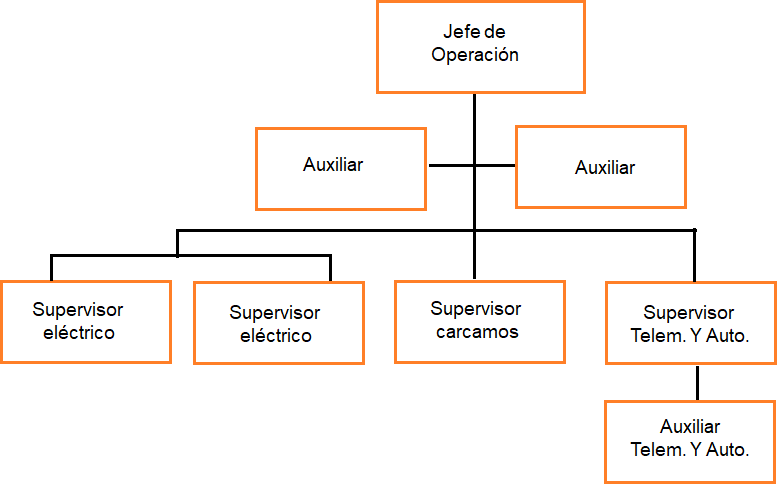 Jefe de
Operación
Auxiliar
Auxiliar
Supervisor
eléctrico
Supervisor
eléctrico
Supervisor
carcamos
Supervisor
Telem. Y Auto.
Auxiliar
Telem. Y Auto.